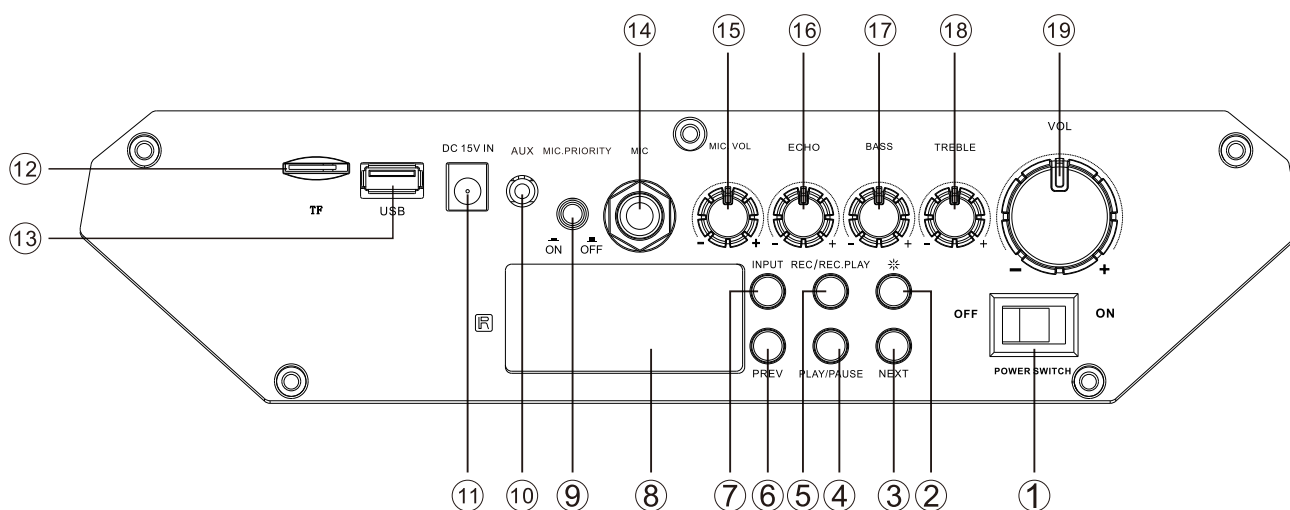 ⑭ ⑮ ⑯ ⑰ ⑱ ⑲
VOL
DC 15V IN AUX MIC.PRIORITY MIC MIC. VOL ECHO BASS TREBLE
⑫
TF
USB
⑬
ON OFF
- + - + - + - + - +
INPUT REC/REC.PLAY
IR
OFF ON
PREV PLAY/PAUSE NEXT
POWER SWITCH
⑪ ⑩ ⑨ ⑧ ⑦ ⑥ ⑤ ④ ③ ② ①